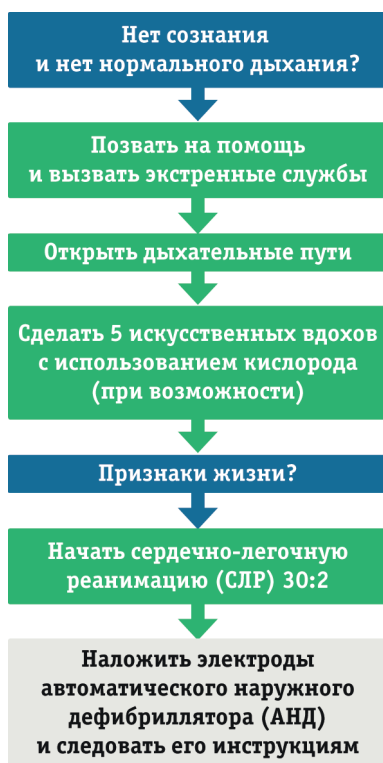 Нет сознания
и нет нормального дыхания?
Позвать на помощь
и вызвать экстренные службы
Открыть дыхательные пути
Сделать 5 искусственных вдохов
с использованием кислорода
(при возможности)
Признаки жизни?
Начать сердечно-легочную
реанимацию (СЛР) 30:2
Наложить электроды
автоматического наружного
дефибриллятора (АНД)
и следовать его инструкциям